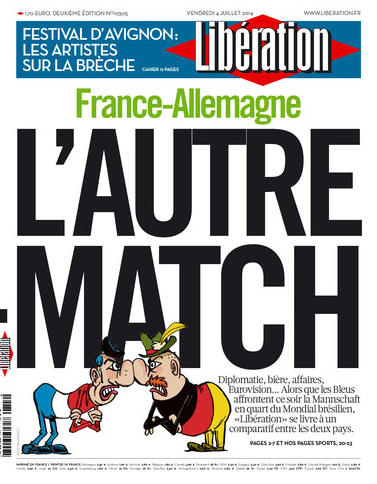 1,70 EURO. DEUXIÈME ÉDITION NO10305
VENDREDI 4 JUILLET 2014
WWW.LIBERATION.FR
FESTIVAL D’AVIGNON:
LES ARTISTES
SUR LA BRÈCHE CAHIER 12 PAGES
Libération
France-Allemagne
L’AUTRE
MATCH
Diplomatie, bière, affaires,
Eurovision... Alors que les Bleus
affrontent ce soir la Mannschaft
en quart du Mondial brésilien,
«Libération» se livre à un
comparatif entre les deux pays.
PAGES 2-7 ET NOS PAGES SPORTS, 20-23
Libération
IMPRIMÉ EN FRANCE / PRINTED IN FRANCE